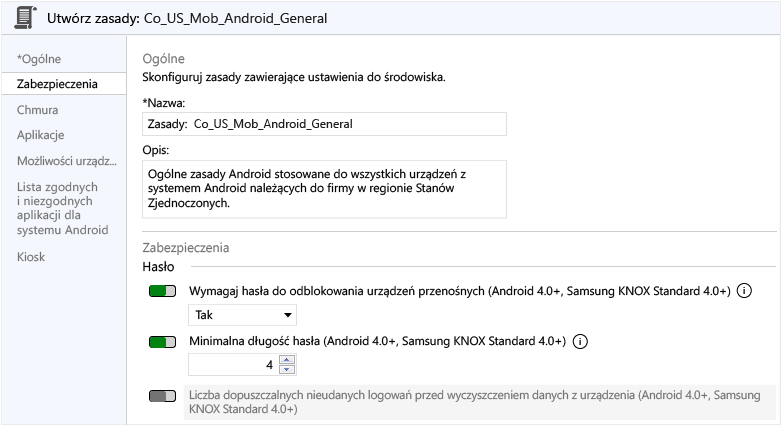 Utwórz zasady: Co_US_Mob_Android_General
*Ogólne
Zabezpieczenia
Chmura
Aplikacje
Możliwości urządz...
Lista zgodnych
i niezgodnych
aplikacji dla
systemu Android
Kiosk
Ogólne
Skonfiguruj zasady zawierające ustawienia do środowiska.
*Nazwa:
Zasady: Co_US_Mob_Android_General
Opis:
Ogólne zasady Android stosowane do wszystkich urządzeń z
systemem Android należących do firmy w regionie Stanów
Zjednoczonych.
Zabezpieczenia
Hasło
Wymagaj hasła do odblokowania urządzeń przenośnych (Android 4.0+, Samsung KNOX Standard 4.0+)
Tak
Minimalna długość hasła (Android 4.0+, Samsung KNOX Standard 4.0+)
4
Liczba dopuszczalnych nieudanych logowań przed wyczyszczeniem danych z urządzenia (Android 4.0+, Samsung
KNOX Standard 4.0+)